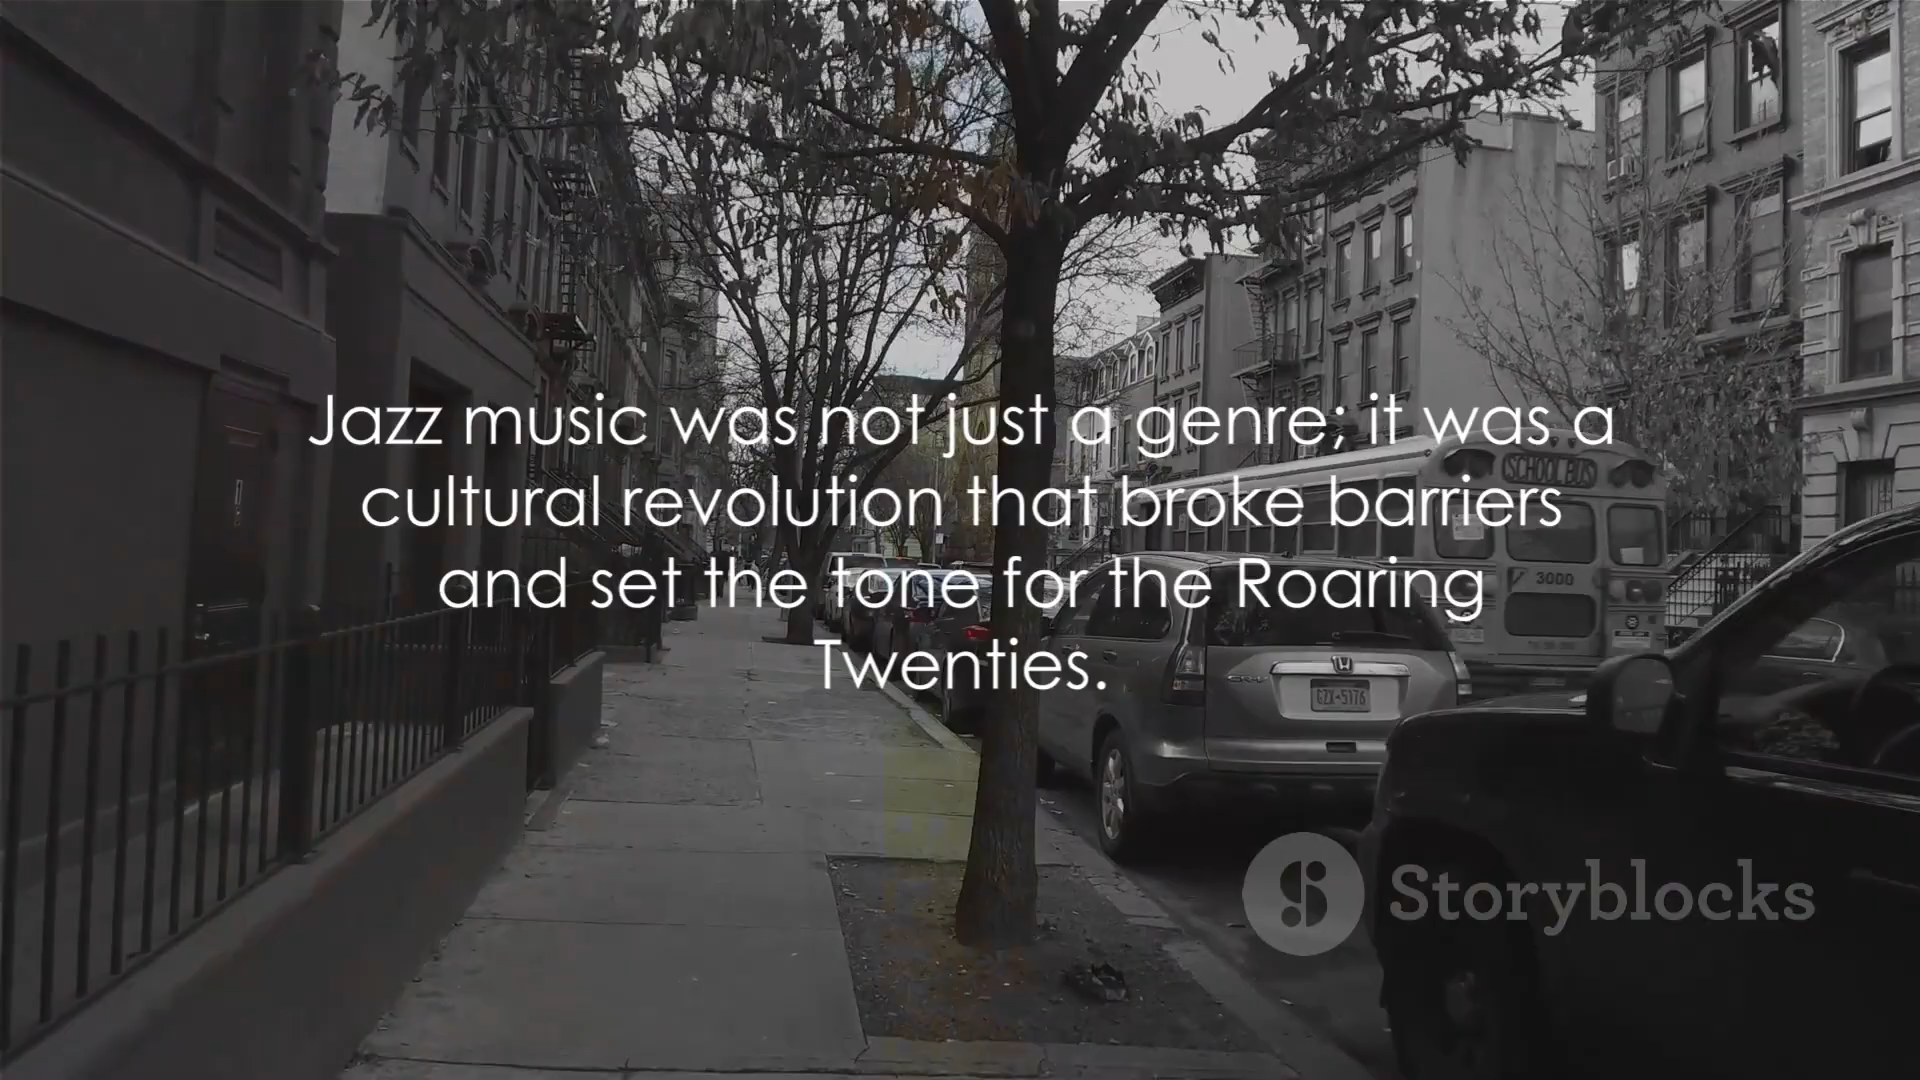 Jazz music was not just a genre; it was a
cultural revolution that broke barriers
and set the tone for the Roaring
Twenties.
SCHOOL BUS
3000
CR-V
GZX-5176
Storyblocks